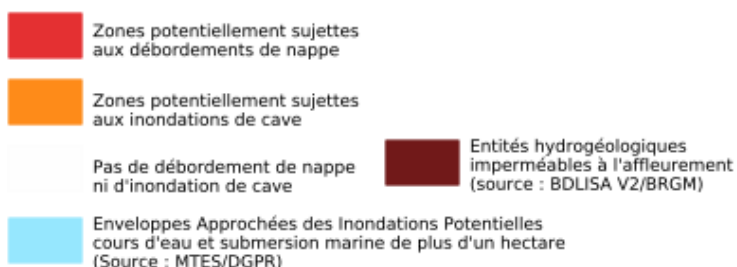 Zones potentiellement sujettes
aux débordements de nappe
Zones potentiellement sujettes
aux inondations de cave
Pas de débordement de nappe
ni d'inondation de cave
Entités hydrogéologiques
imperméables à l'affleurement
(source : BDLISA V2/BRGM)
Enveloppes Approchées des Inondations Potentielles
cours d'eau et submersion marine de plus d'un hectare
(Source : MTES/DGPR)